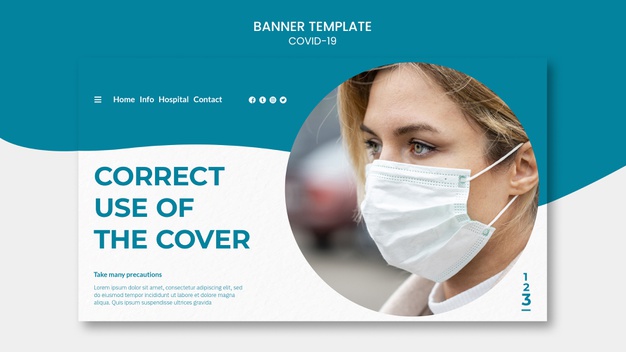 BANNER TEMPLATE
COVID-19
Home Info Hospital Contact
CORRECT
USE OF
THE COVER
Take many precautions
Lorem ipsum dolor sit amet, consectetur adipiscing elit, sed
do eiusmod tempor incididunt ut labore et dolore magna
aliqua. Quis ipsum suspendisse ultrices gravida
1
2
3